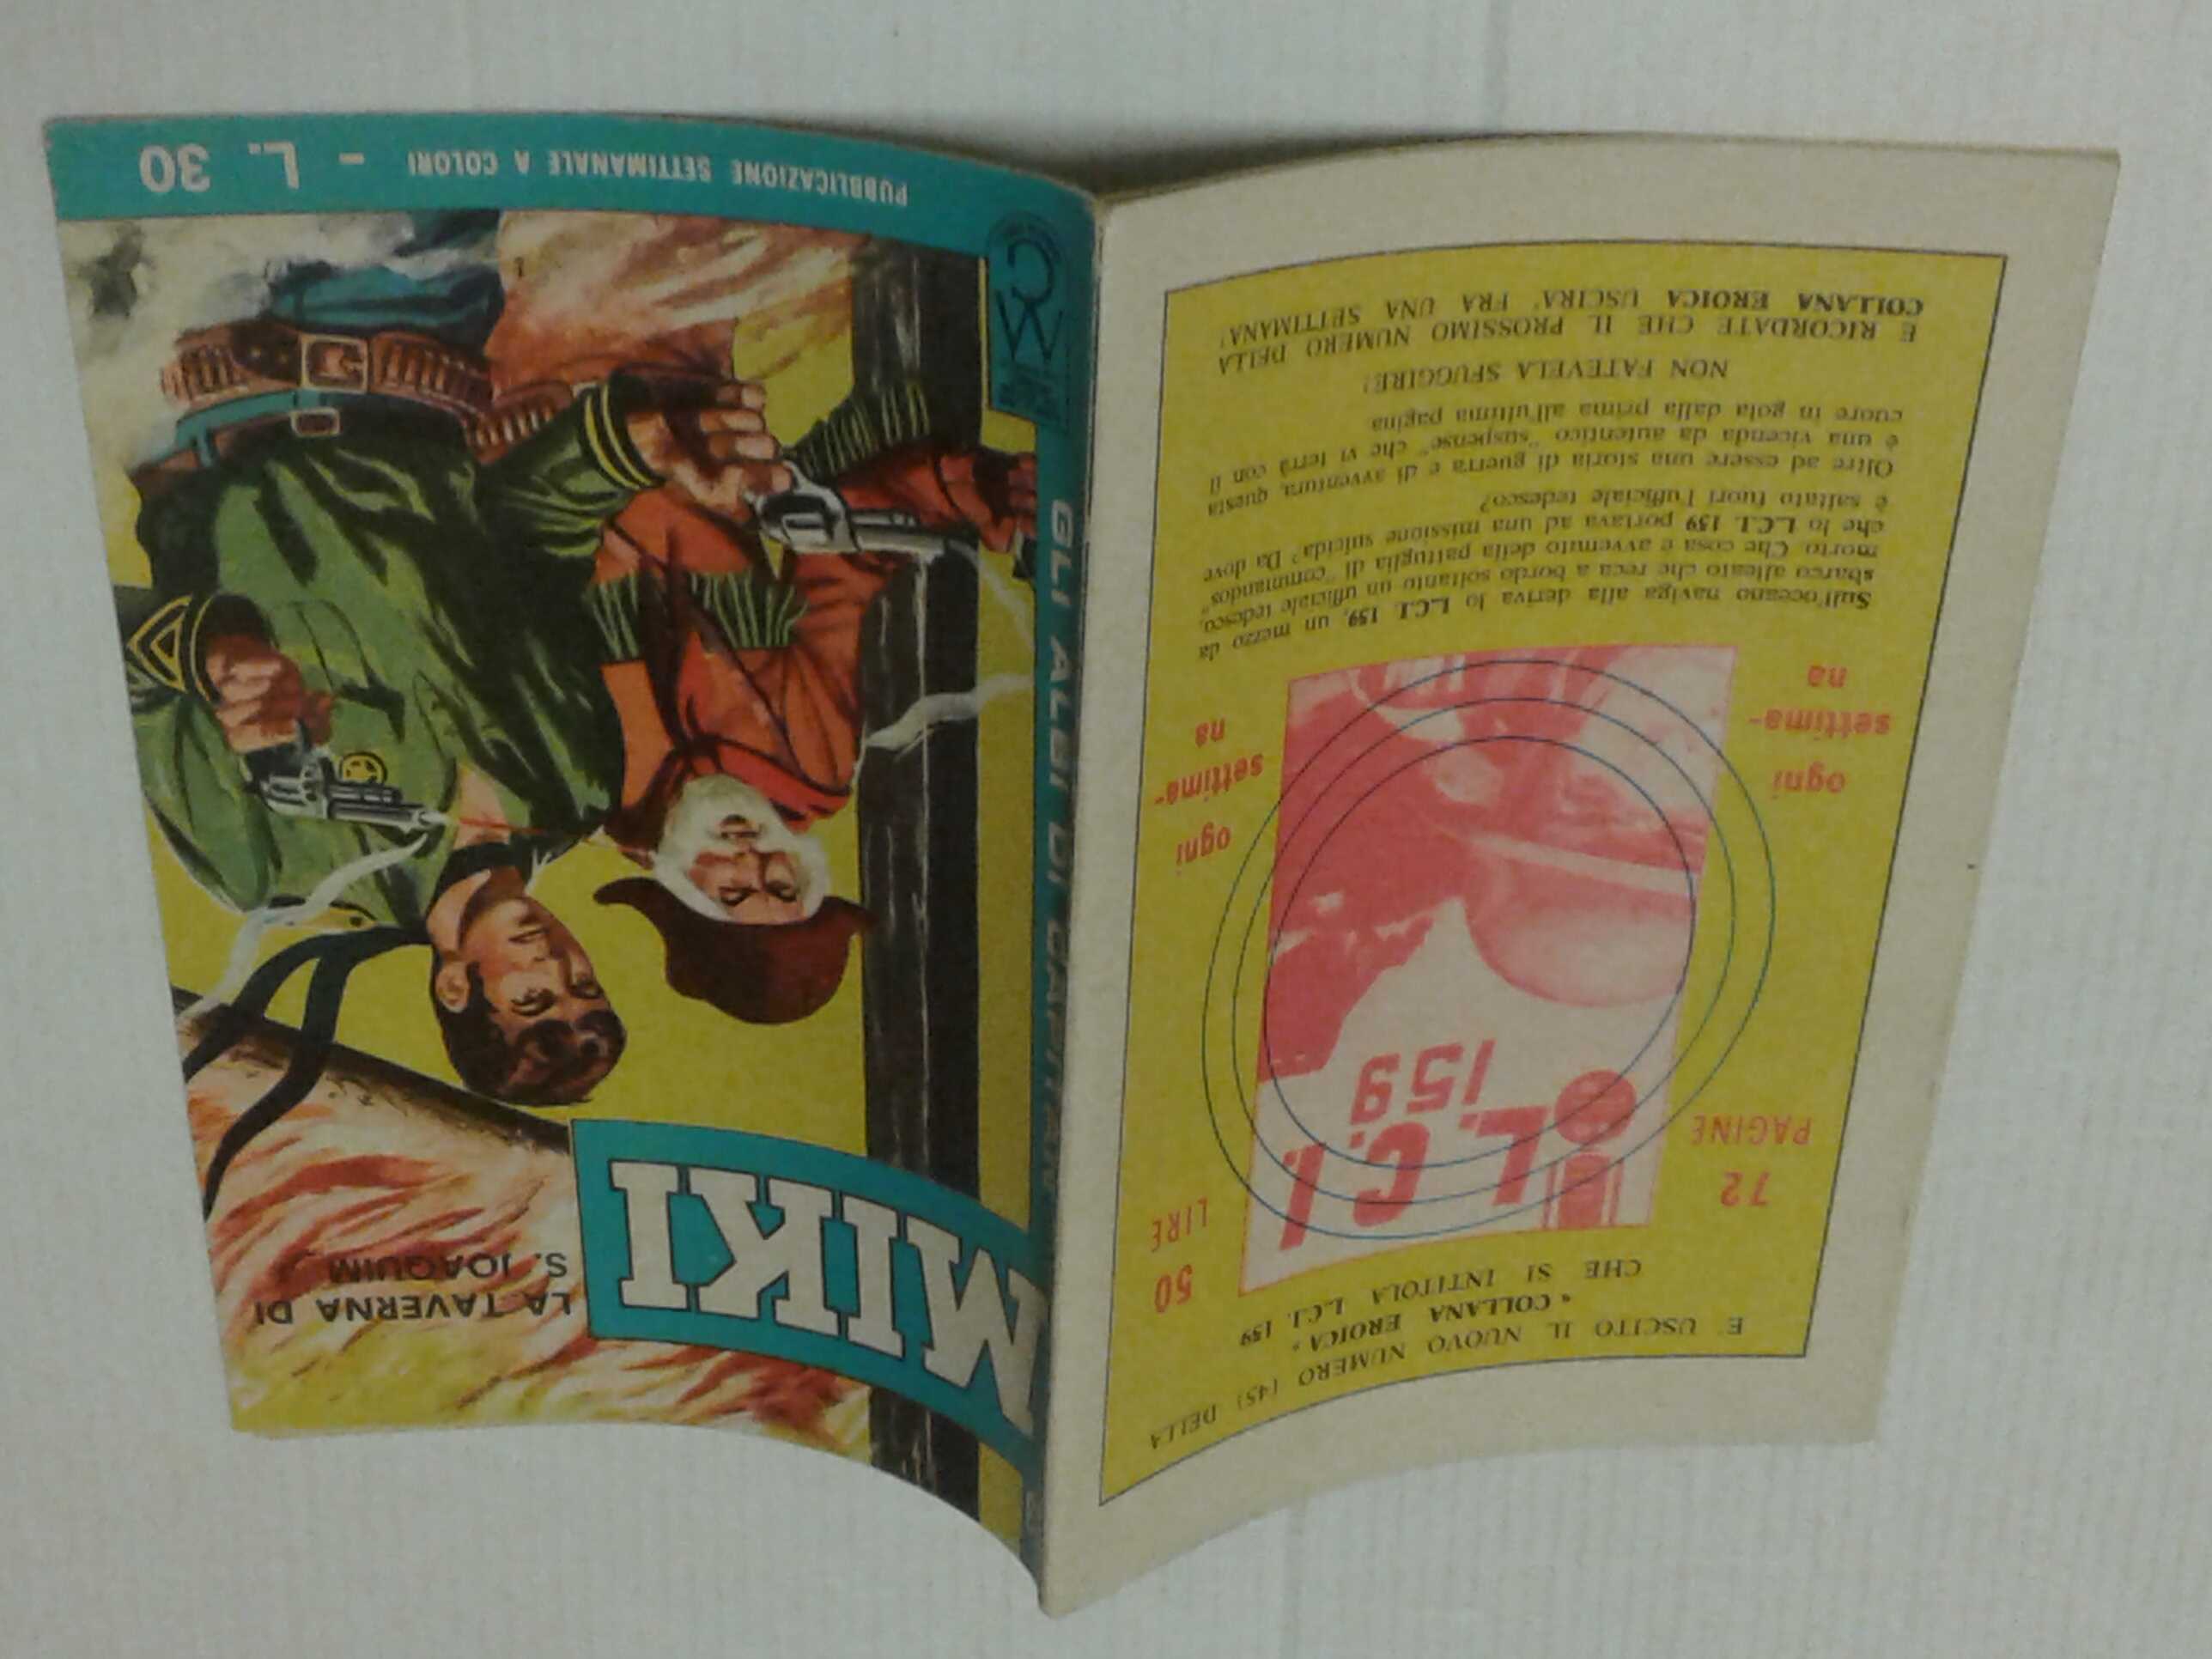 GLI ALBI DI CAPITAN
MIKI
LA TAVERNA DI
S. JOAQUIM
PUBBLICAZIONE SETTIMANALE A COLORI - L. 30
E' USCITO IL NUOVO NUMERO (45) DELLA
« COLLANA EROICA »
CHE SI INTITOLA L.C.I. 159
72
PAGINE
50
LIRE
L.C.I.
159
ogni
settima-
na
ogni
settima-
na
Sull'oceano naviga alla deriva lo L.C.I. 159, un mezzo da
sbarco alleato che reca a bordo soltanto un ufficiale tedesco,
morto. Che cosa è avvenuto della pattuglia di "commandos"
che lo L.C.I. 159 portava ad una missione suicida? Da dove
è saltato fuori l'ufficiale tedesco?
Oltre ad essere una storia di guerra e di avventura, questa
è una vicenda da autentico "suspense" che vi terrà con il
cuore in gola dalla prima all'ultima pagina
NON FATEVELA SFUGGIRE!
E RICORDATE CHE IL PROSSIMO NUMERO DELLA
COLLANA EROICA USCIRA' FRA UNA SETTIMANA!